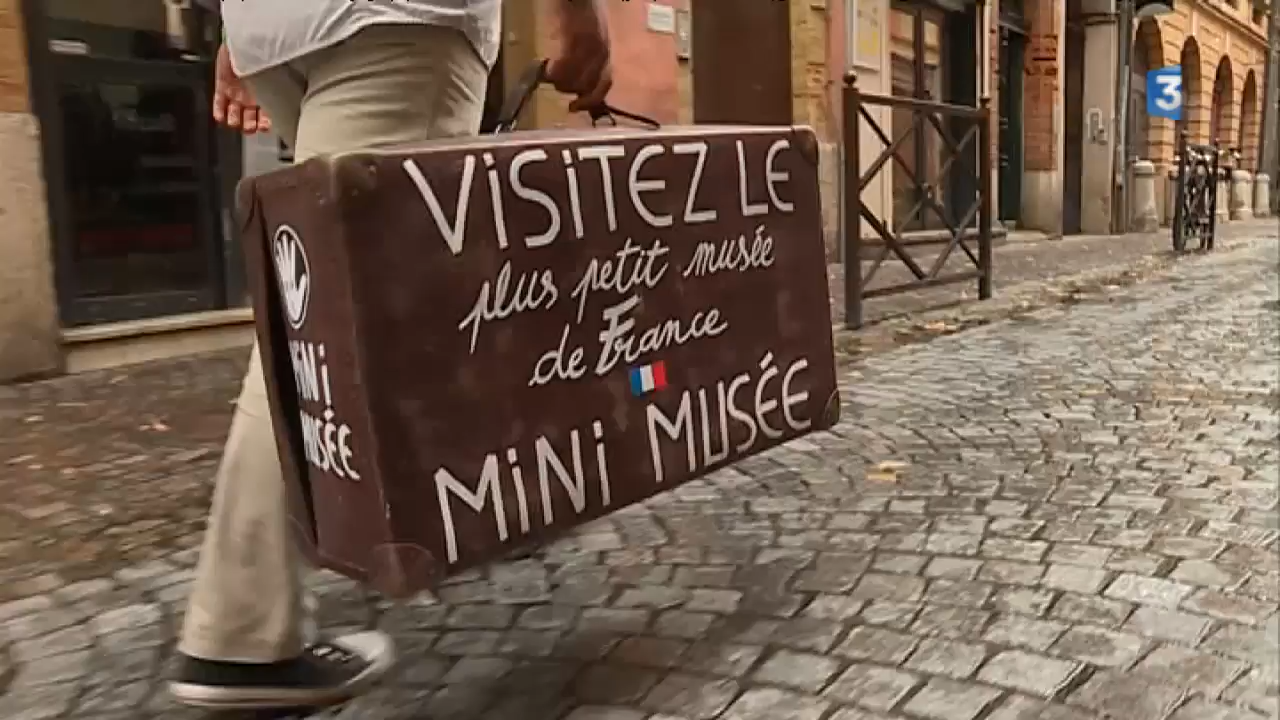 3
ViSiTEZ LE
plus petit musée
de France
MiNi MUSÉE
MiNi
MUSÉE